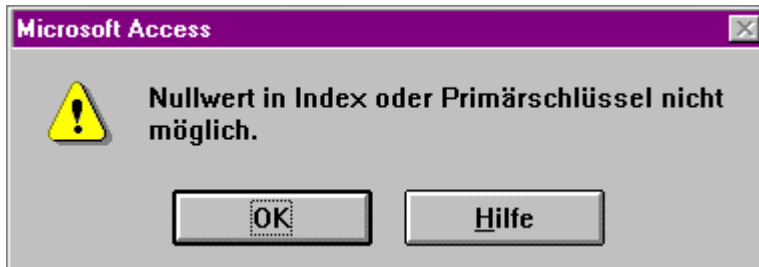 Microsoft Access
Nullwert in Index oder Primärschlüssel nicht
möglich.
OK
Hilfe